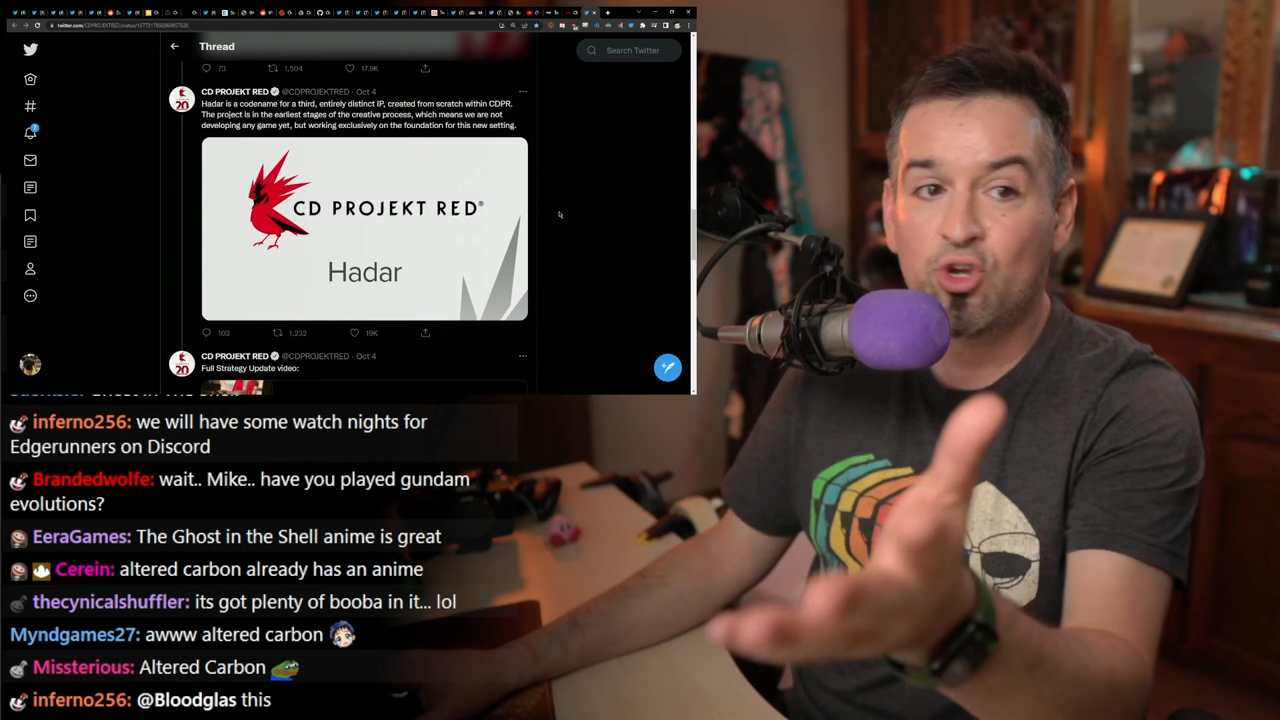 twitter.com/CDPROJEKTRED/status/1577317892969857026
Thread
Search Twitter
73
1,504
17.9K
CD PROJEKT RED @CDPROJEKTRED · Oct 4
Hadar is a codename for a third, entirely distinct IP, created from scratch within CDPR.
The project is in the earliest stages of the creative process, which means we are not
developing any game yet, but working exclusively on the foundation for this new setting.
CD PROJEKT RED®
Hadar
103
1,232
19K
CD PROJEKT RED @CDPROJEKTRED · Oct 4
Full Strategy Update video:
inferno256: we will have some watch nights for
Edgerunners on Discord
Brandedwolfe: wait.. Mike.. have you played gundam
evolutions?
EeraGames: The Ghost in the Shell anime is great
Cerein: altered carbon already has an anime
thecynicalshuffler: its got plenty of booba in it... lol
Myndgames27: awww altered carbon
Missterious: Altered Carbon
inferno256: @Bloodglas this